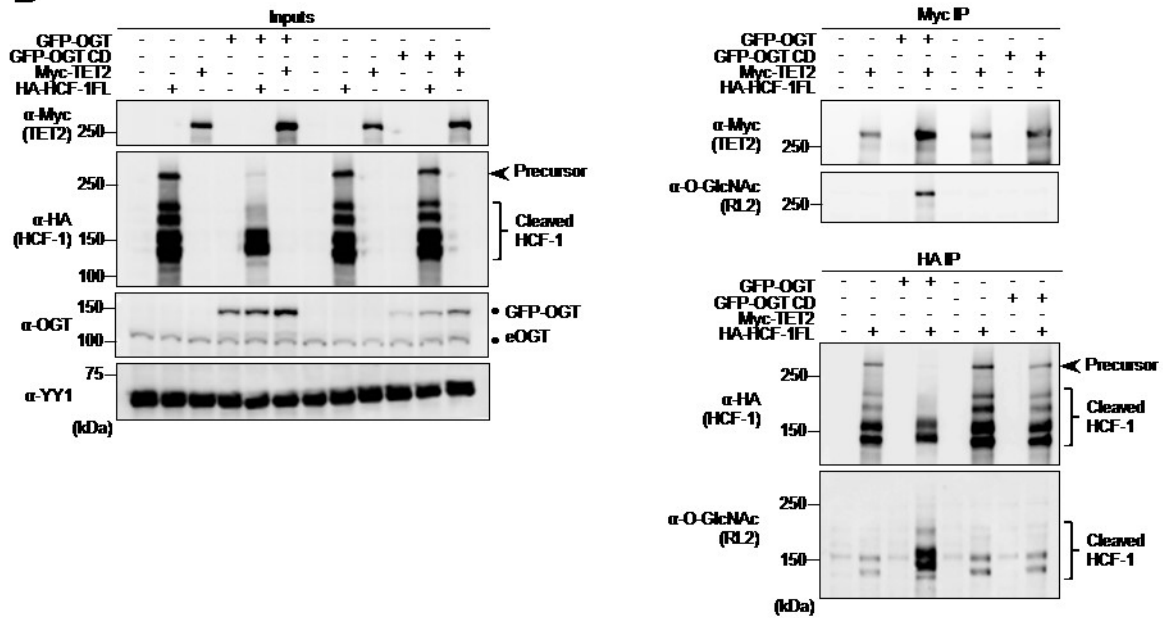 Inputs
GFP-OGT - - - + + + - - - - - -
GFP-OGT CD - - - - - - - - - + + +
Myc-TET2 - - + - - + - - + - - +
HA-HCF-1FL - + - - + - - + - - + -
α-Myc
(TET2)
250
250
150
100
α-HA
(HCF-1)
Precursor
Cleaved
HCF-1
α-OGT
150
100
GFP-OGT
eOGT
75
α-YY1
(kDa)
Myc IP
GFP-OGT - - + + - - - -
GFP-OGT CD - - - - - - + +
Myc-TET2 - + - + - + - +
HA-HCF-1FL - - - - - - - -
α-Myc
(TET2)
250
α-O-GlcNAc
(RL2)
250
HA IP
GFP-OGT - - + + - - - -
GFP-OGT CD - - - - - - + +
Myc-TET2 - - - - - - - -
HA-HCF-1FL - + - + - + - +
α-HA
(HCF-1)
250
150
Precursor
Cleaved
HCF-1
α-O-GlcNAc
(RL2)
250
150
Cleaved
HCF-1
(kDa)